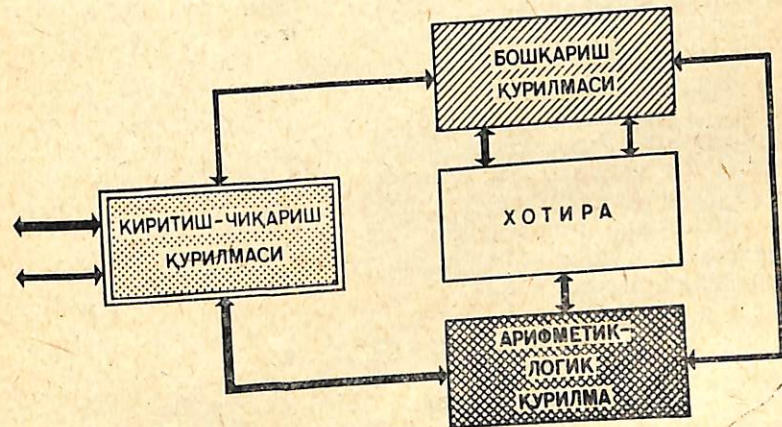 БОШҚАРИШ
ҚУРИЛМАСИ
КИРИТИШ-ЧИҚАРИШ
ҚУРИЛМАСИ
ХОТИРА
АРИФМЕТИК-
ЛОГИК
ҚУРИЛМА